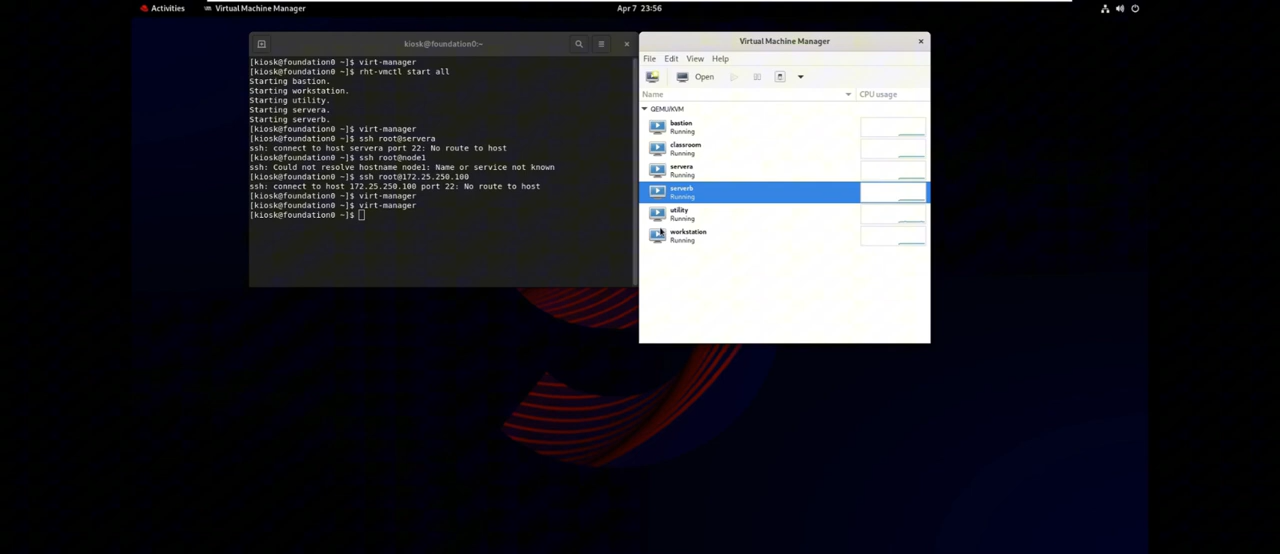 Activities
Virtual Machine Manager
Apr 7 23:56
kiosk@foundation0:~
[kiosk@foundation0 ~]$ virt-manager
[kiosk@foundation0 ~]$ rht-vmctl start all
Starting bastion.
Starting workstation.
Starting utility.
Starting servera.
Starting serverb.
[kiosk@foundation0 ~]$ virt-manager
[kiosk@foundation0 ~]$ ssh root@servera
ssh: connect to host servera port 22: No route to host
[kiosk@foundation0 ~]$ ssh root@node1
ssh: Could not resolve hostname node1: Name or service not known
[kiosk@foundation0 ~]$ ssh root@172.25.250.100
ssh: connect to host 172.25.250.100 port 22: No route to host
[kiosk@foundation0 ~]$ virt-manager
[kiosk@foundation0 ~]$ virt-manager
[kiosk@foundation0 ~]$
Virtual Machine Manager
File Edit View Help
Open
Name CPU usage
QEMU/KVM
bastion
Running
classroom
Running
servera
Running
serverb
Running
utility
Running
workstation
Running